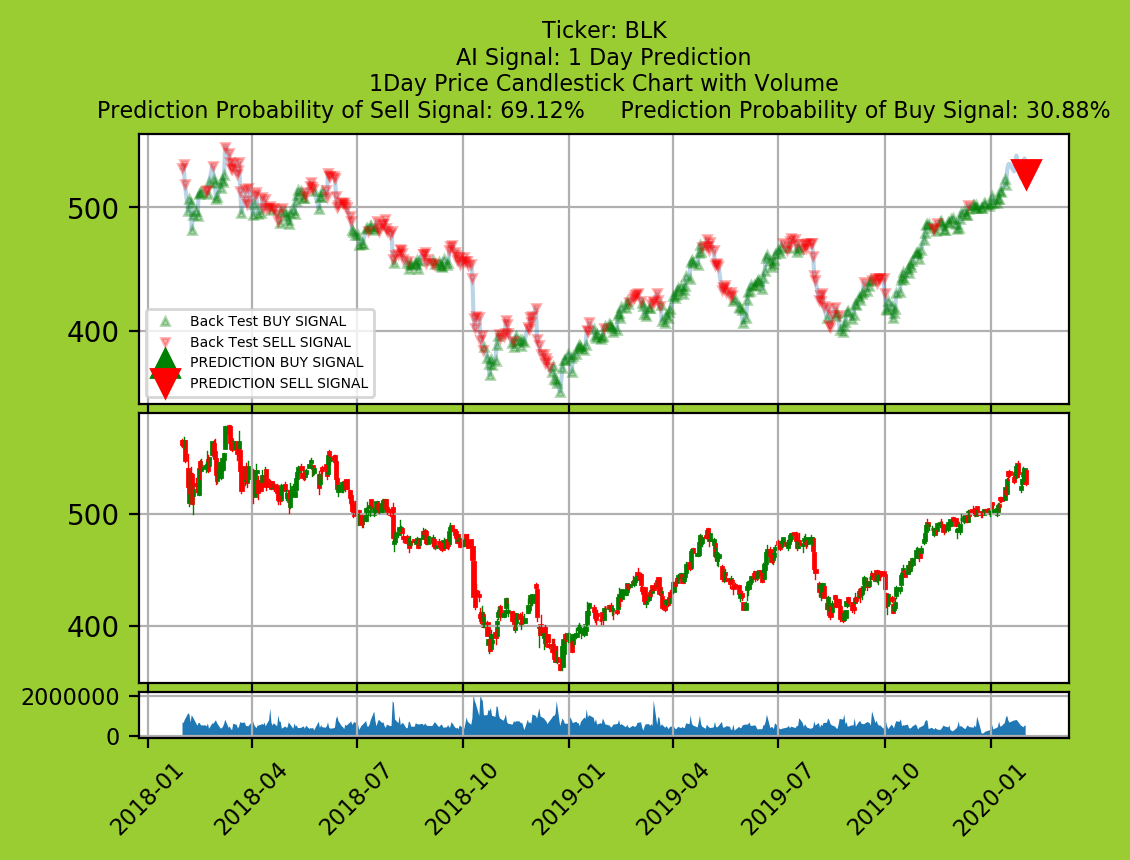 Ticker: BLK
AI Signal: 1 Day Prediction
1Day Price Candlestick Chart with Volume
Prediction Probability of Sell Signal: 69.12%     Prediction Probability of Buy Signal: 30.88%
500
400
Back Test BUY SIGNAL
Back Test SELL SIGNAL
PREDICTION BUY SIGNAL
PREDICTION SELL SIGNAL
500
400
2000000
0
2018-01
2018-04
2018-07
2018-10
2019-01
2019-04
2019-07
2019-10
2020-01